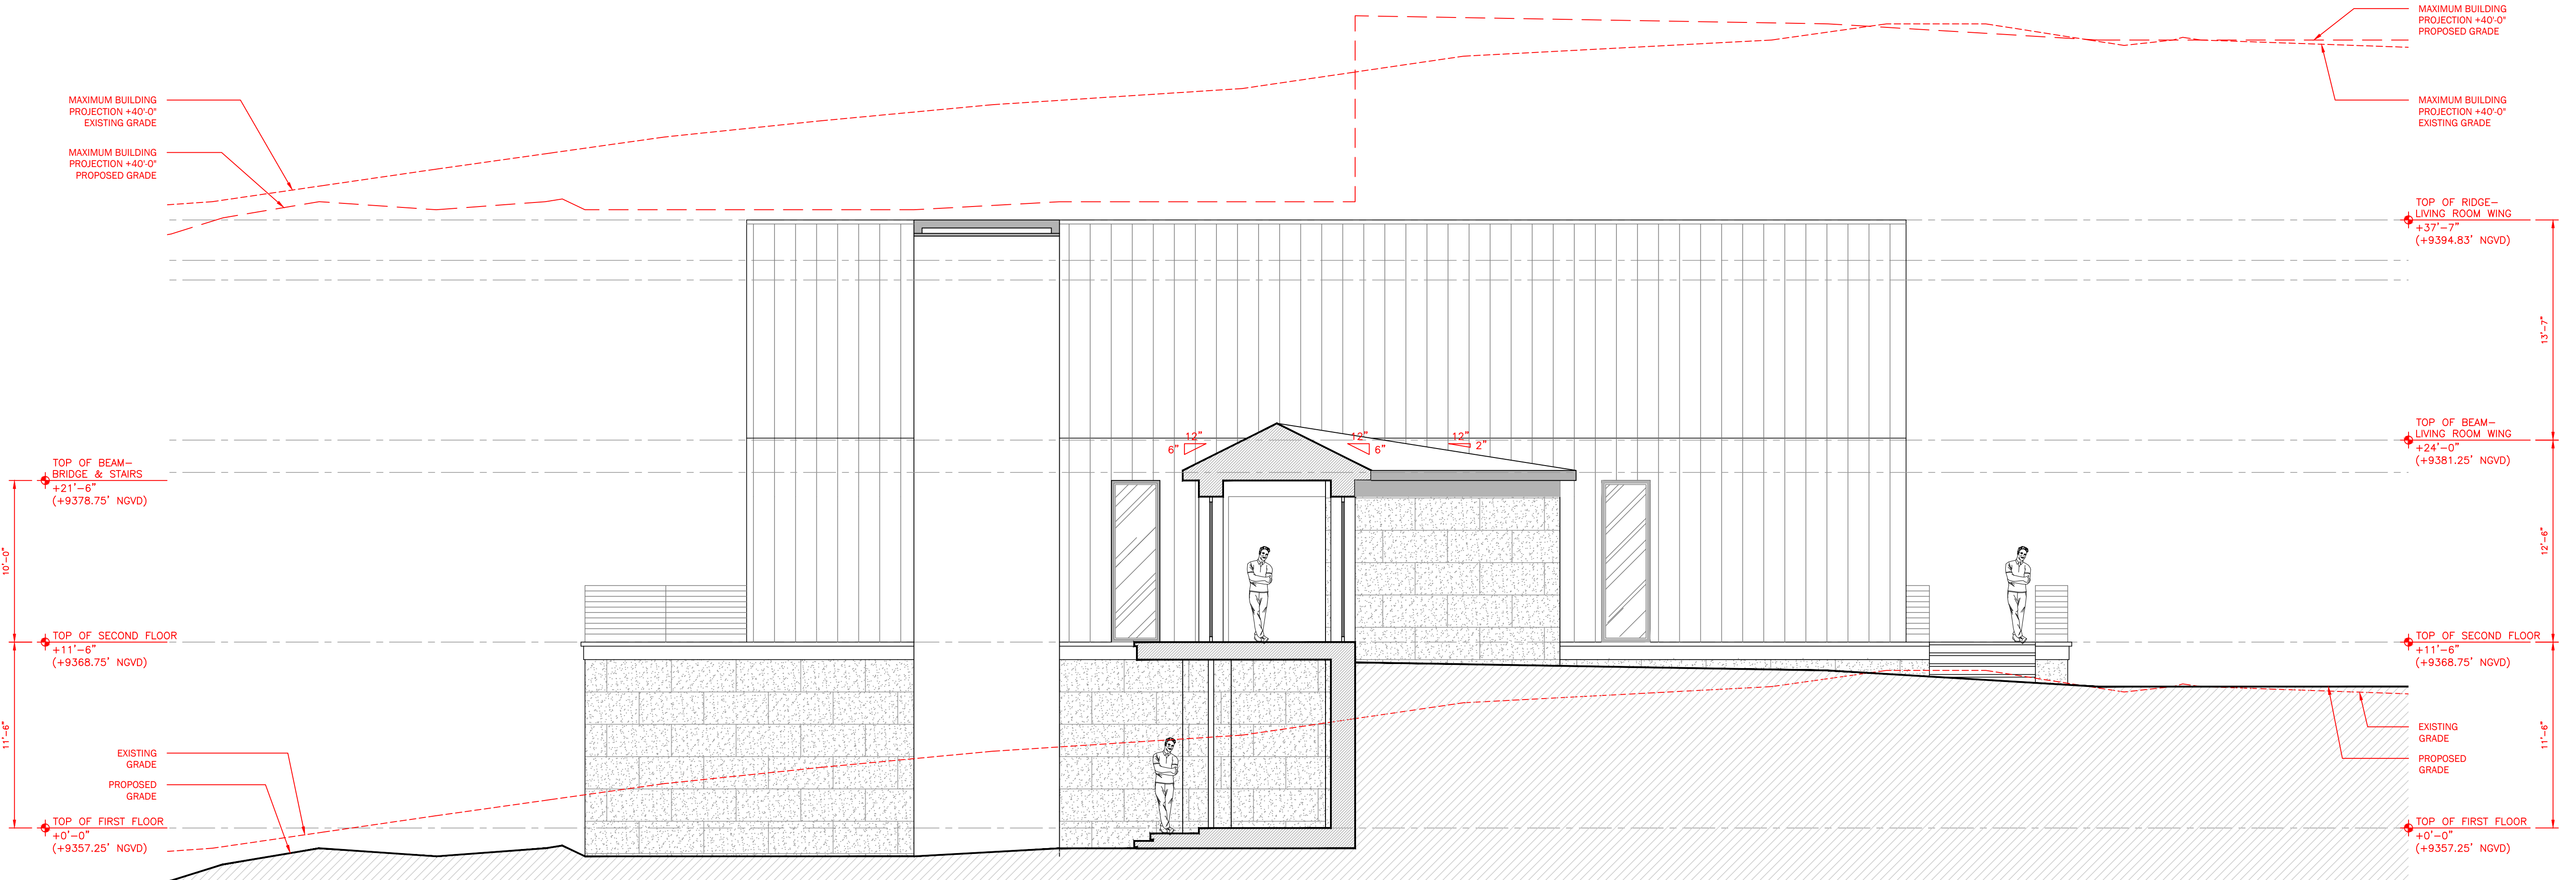 MAXIMUM BUILDING
PROJECTION +40'-0"
PROPOSED GRADE
MAXIMUM BUILDING
PROJECTION +40'-0"
EXISTING GRADE
MAXIMUM BUILDING
PROJECTION +40'-0"
PROPOSED GRADE
MAXIMUM BUILDING
PROJECTION +40'-0"
EXISTING GRADE
TOP OF RIDGE-
LIVING ROOM WING
+37'-7"
(+9394.83' NGVD)
13'-7"
TOP OF BEAM-
LIVING ROOM WING
+24'-0"
(+9381.25' NGVD)
12"
6"
12"
6"
12"
2"
TOP OF BEAM-
BRIDGE & STAIRS
+21'-6"
(+9378.75' NGVD)
10'-0"
12'-6"
TOP OF SECOND FLOOR
+11'-6"
(+9368.75' NGVD)
TOP OF SECOND FLOOR
+11'-6"
(+9368.75' NGVD)
11'-6"
11'-6"
EXISTING
GRADE
PROPOSED
GRADE
EXISTING
GRADE
PROPOSED
GRADE
TOP OF FIRST FLOOR
+0'-0"
(+9357.25' NGVD)
TOP OF FIRST FLOOR
+0'-0"
(+9357.25' NGVD)